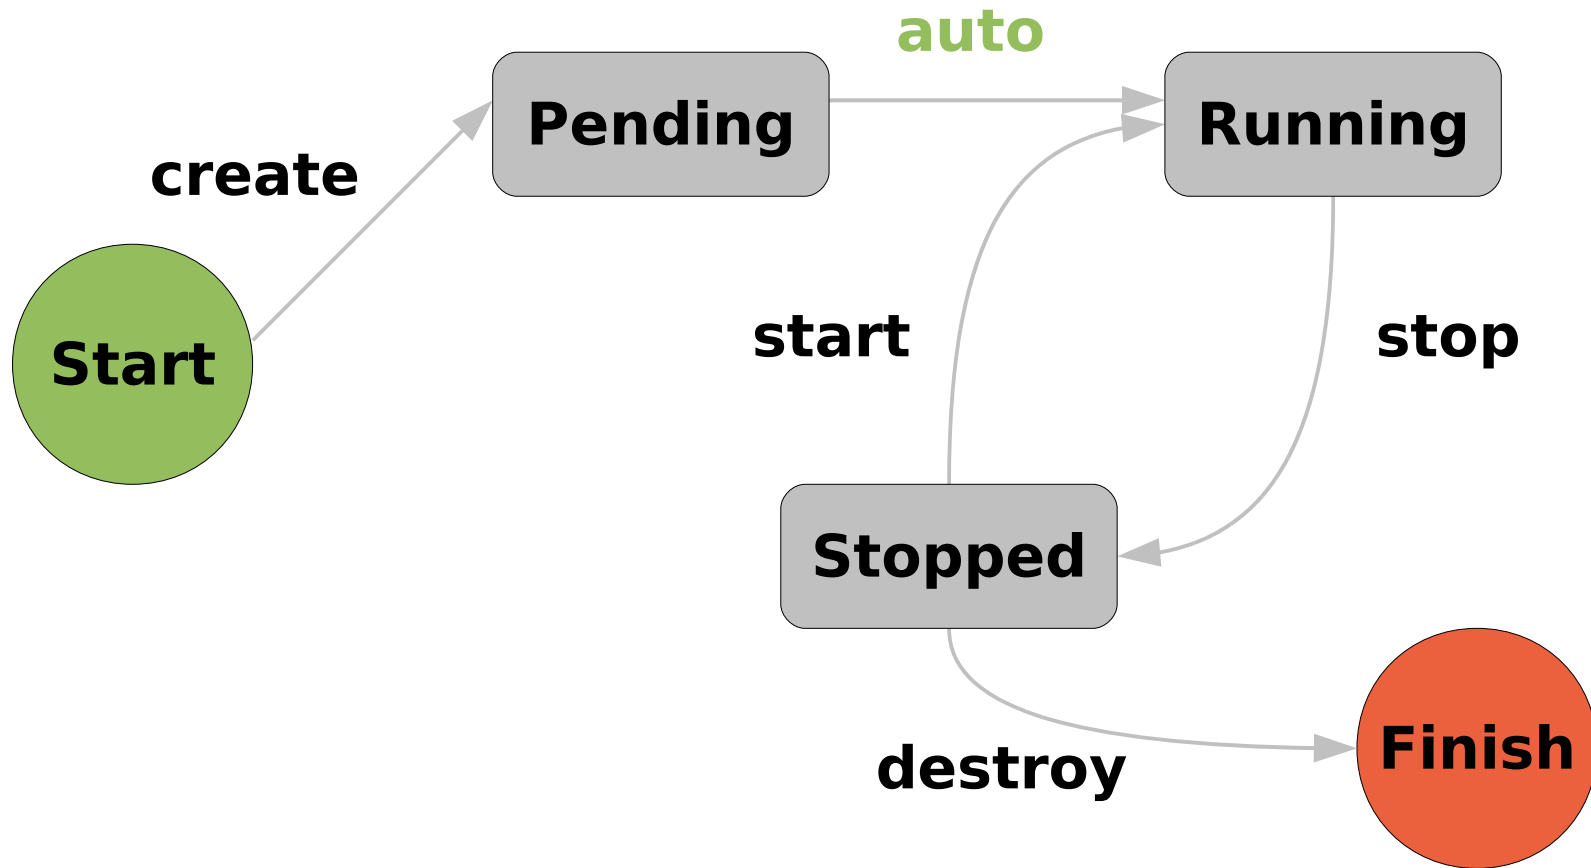 auto
Pending
Running
create
Start
start
stop
Stopped
Finish
destroy